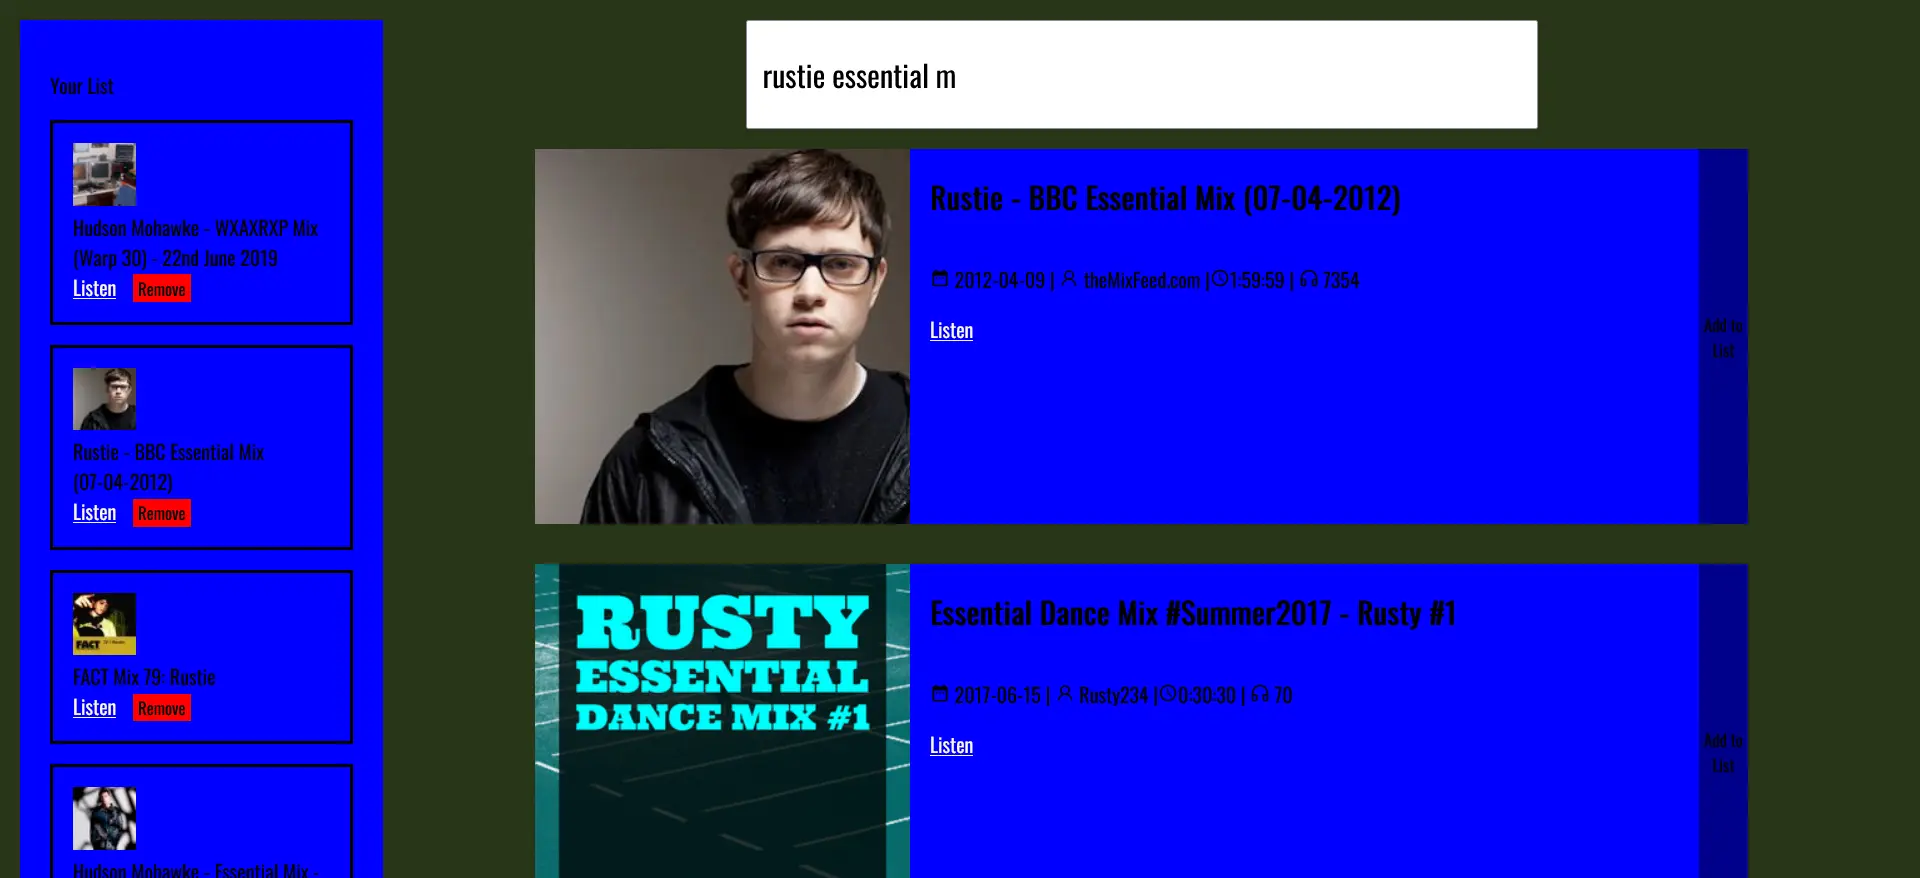 Your List
Hudson Mohawke - WXAXRXP Mix
(Warp 30) - 22nd June 2019
Listen Remove
Rustie - BBC Essential Mix
(07-04-2012)
Listen Remove
FACT
FACT Mix 79: Rustie
Listen Remove
Hudson Mohawke - Essential Mix -
rustie essential m
Rustie - BBC Essential Mix (07-04-2012)
2012-04-09 | theMixFeed.com | 1:59:59 | 7354
Listen
Add to
List
RUSTY
ESSENTIAL
DANCE MIX #1
Essential Dance Mix #Summer2017 - Rusty #1
2017-06-15 | Rusty234 | 0:30:30 | 70
Listen
Add to
List